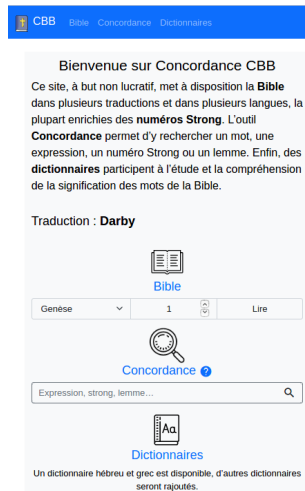 CBB Bible Concordance Dictionnaires
Bienvenue sur Concordance CBB
Ce site, à but non lucratif, met à disposition la Bible
dans plusieurs traductions et dans plusieurs langues, la
plupart enrichies des numéros Strong. L'outil
Concordance permet d'y rechercher un mot, une
expression, un numéro Strong ou un lemme. Enfin, des
dictionnaires participent à l'étude et la compréhension
de la signification des mots de la Bible.
Traduction : Darby
Bible
Genèse 1 Lire
Concordance ?
Expression, strong, lemme…
Aα
Dictionnaires
Un dictionnaire hébreu et grec est disponible, d'autres dictionnaires
seront rajoutés.